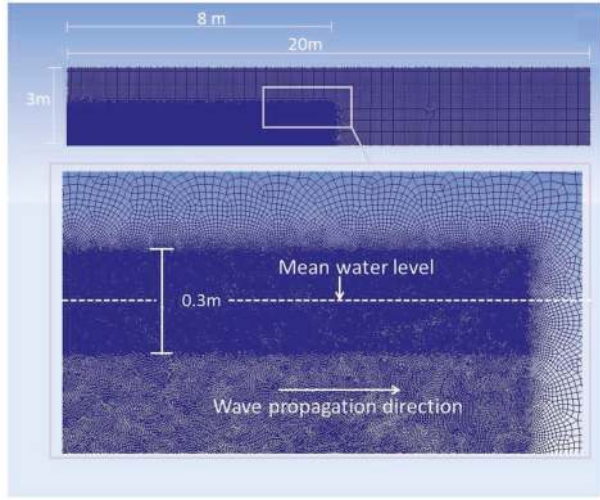 8 m
20m
3m
Mean water level
0.3m
Wave propagation direction